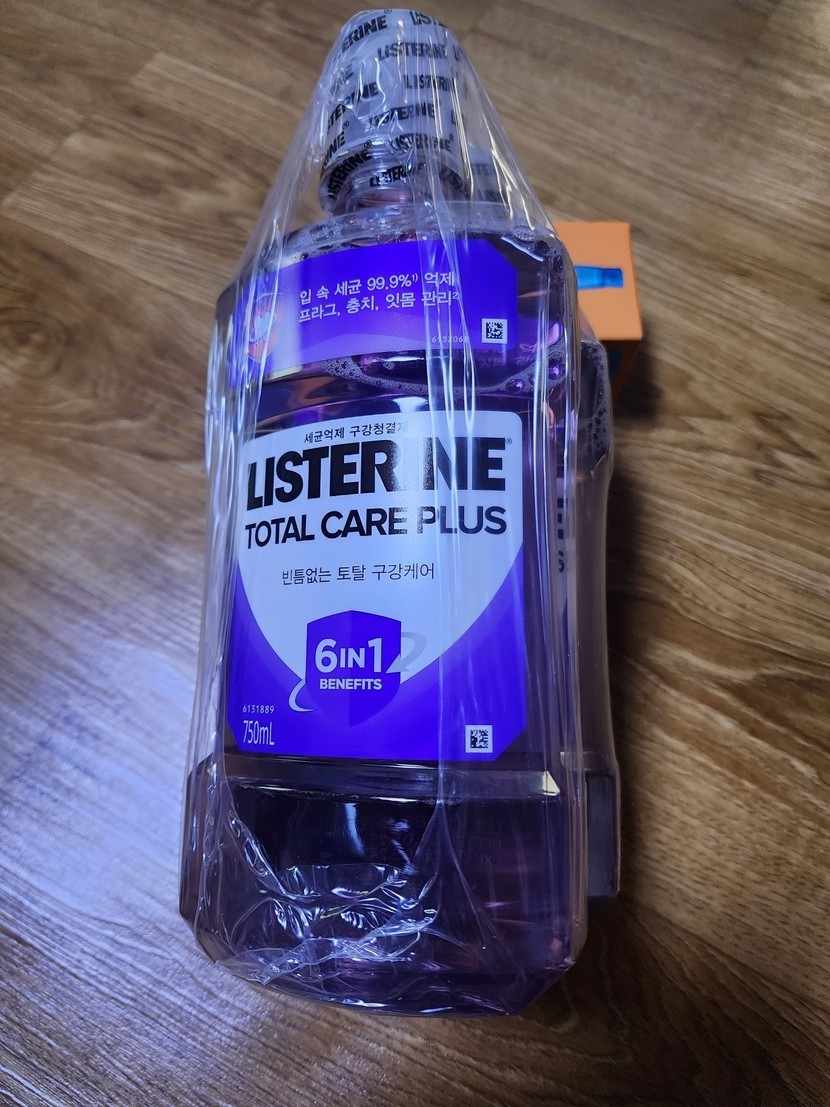 LISTERINE
입 속 세균 99.9%¹⁾ 억제
프라그, 충치, 잇몸 관리²⁾
세균억제 구강청결제
LISTERINE®
TOTAL CARE PLUS
빈틈없는 토탈 구강케어
6IN1
BENEFITS
6131889
750mL